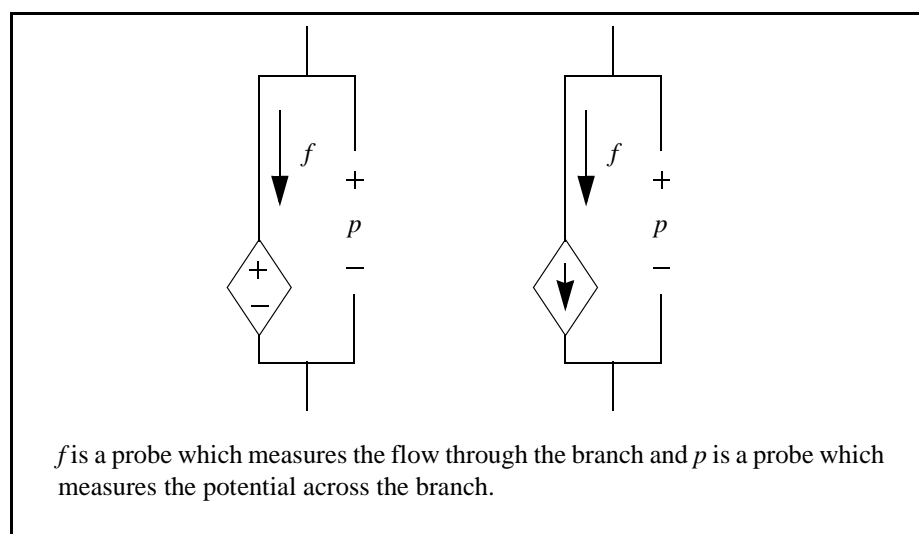 f f
+ +
p p
− −
+
−
f is a probe which measures the flow through the branch and p is a probe which
measures the potential across the branch.